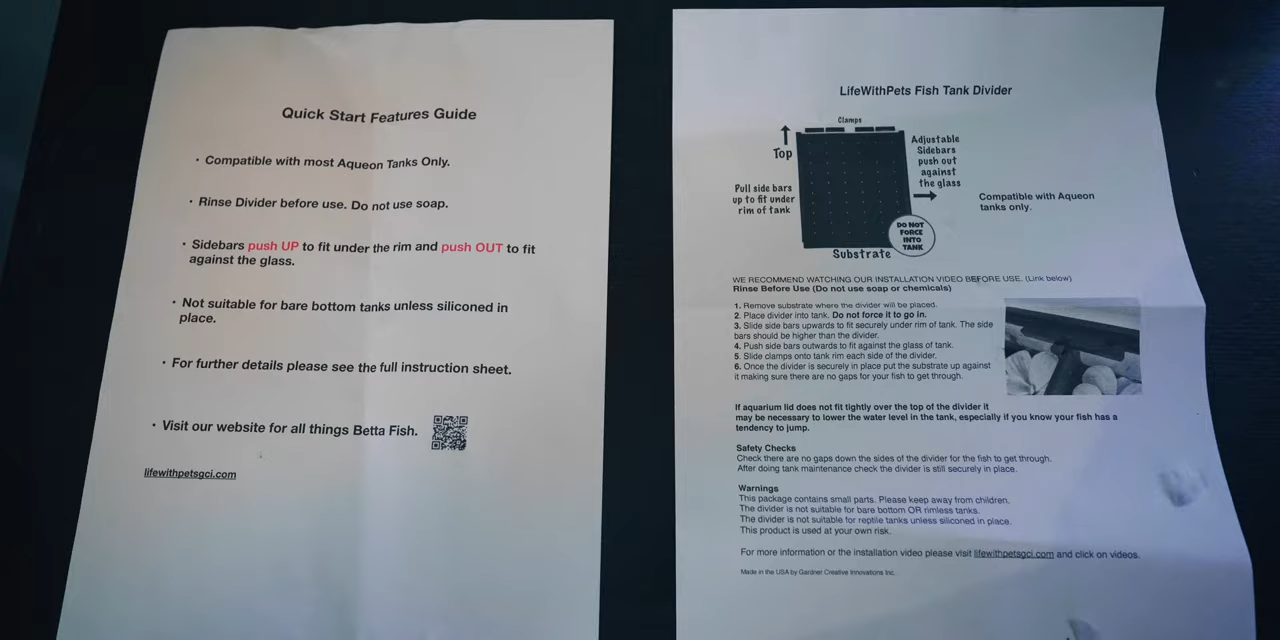 Quick Start Features Guide
· Compatible with most Aqueon Tanks Only.
· Rinse Divider before use. Do not use soap.
· Sidebars push UP to fit under the rim and push OUT to fit
against the glass.
· Not suitable for bare bottom tanks unless siliconed in
place.
· For further details please see the full instruction sheet.
· Visit our website for all things Betta Fish.
lifewithpetsgci.com
LifeWithPets Fish Tank Divider
Clamps
Top
Adjustable
Sidebars
push out
against
the glass
Pull side bars
up to fit under
rim of tank
Compatible with Aqueon
tanks only.
DO NOT
FORCE
INTO
TANK
Substrate
WE RECOMMEND WATCHING OUR INSTALLATION VIDEO BEFORE USE. (Link below)
Rinse Before Use (Do not use soap or chemicals)
1. Remove substrate where the divider will be placed.
2. Place divider into tank. Do not force it to go in.
3. Slide side bars upwards to fit securely under rim of tank. The side
bars should be higher than the divider.
4. Push side bars outwards to fit against the glass of tank.
5. Slide clamps onto tank rim each side of the divider.
6. Once the divider is securely in place put the substrate up against
it making sure there are no gaps for your fish to get through.
If aquarium lid does not fit tightly over the top of the divider it
may be necessary to lower the water level in the tank, especially if you know your fish has a
tendency to jump.
Safety Checks
Check there are no gaps down the sides of the divider for the fish to get through.
After doing tank maintenance check the divider is still securely in place.
Warnings
This package contains small parts. Please keep away from children.
The divider is not suitable for bare bottom OR rimless tanks.
The divider is not suitable for reptile tanks unless siliconed in place.
This product is used at your own risk.
For more information or the installation video please visit lifewithpetsgci.com and click on videos.
Made in the USA by Gardner Creative Innovations Inc.